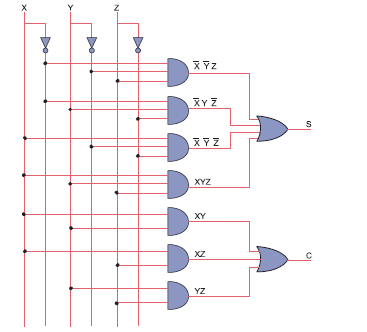 X Y Z
X̅ Y̅ Z
X̅ Y Z̅
S
X̅ Y̅ Z̅
XYZ
XY
XZ
C
YZ